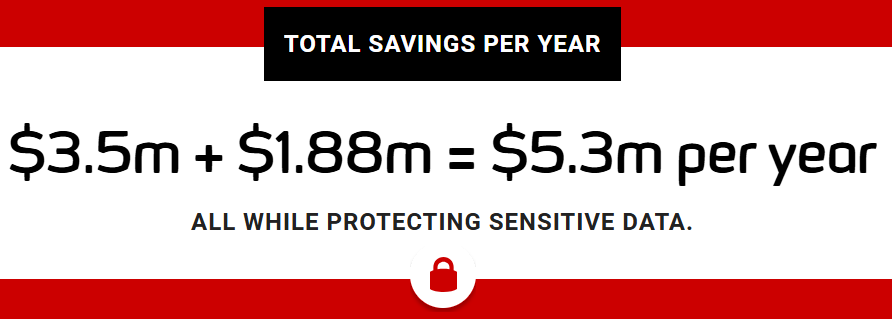 TOTAL SAVINGS PER YEAR
$3.5m + $1.88m = $5.3m per year
ALL WHILE PROTECTING SENSITIVE DATA.